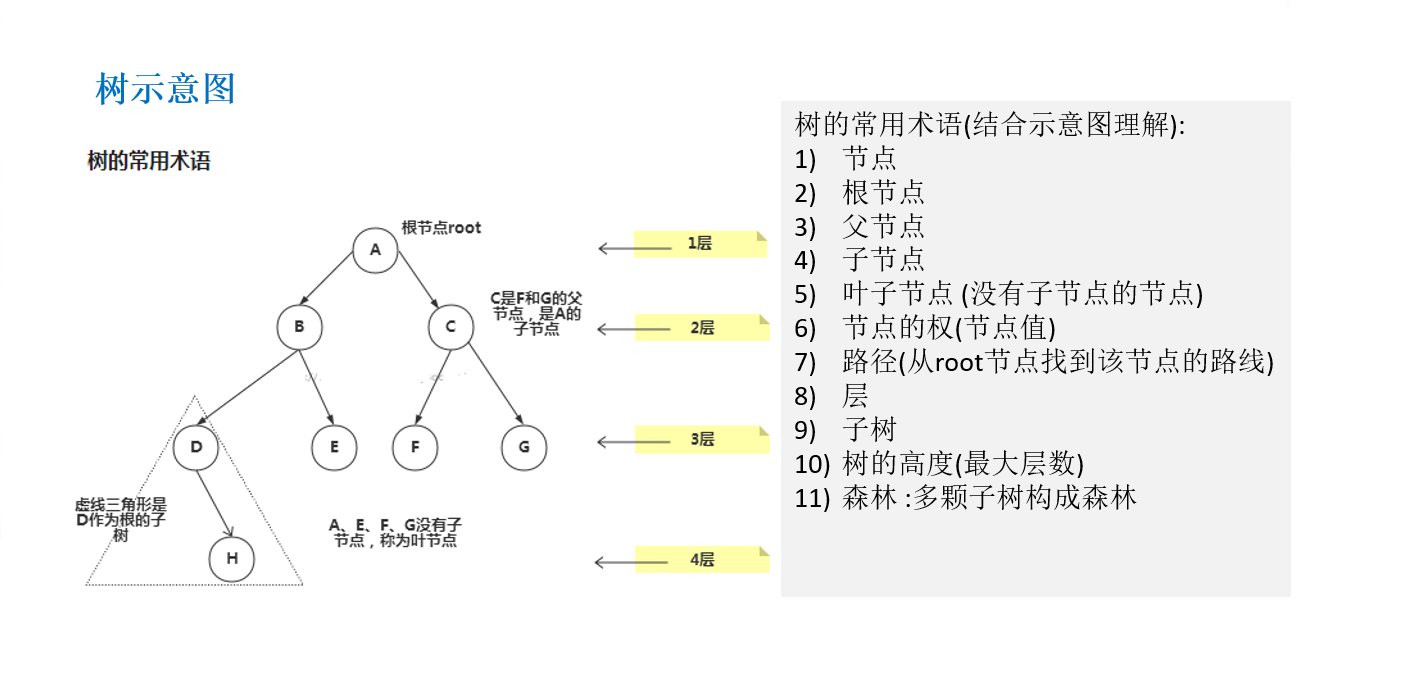 树示意图
树的常用术语
根节点root
A
1层
C是F和G的父
节点，是A的
子节点
B
C
2层
D
E
F
G
3层
虚线三角形是
D作为根的子
树
A、E、F、G没有子
节点，称为叶节点
H
4层
树的常用术语(结合示意图理解):
1) 节点
2) 根节点
3) 父节点
4) 子节点
5) 叶子节点 (没有子节点的节点)
6) 节点的权(节点值)
7) 路径(从root节点找到该节点的路线)
8) 层
9) 子树
10) 树的高度(最大层数)
11) 森林 :多颗子树构成森林